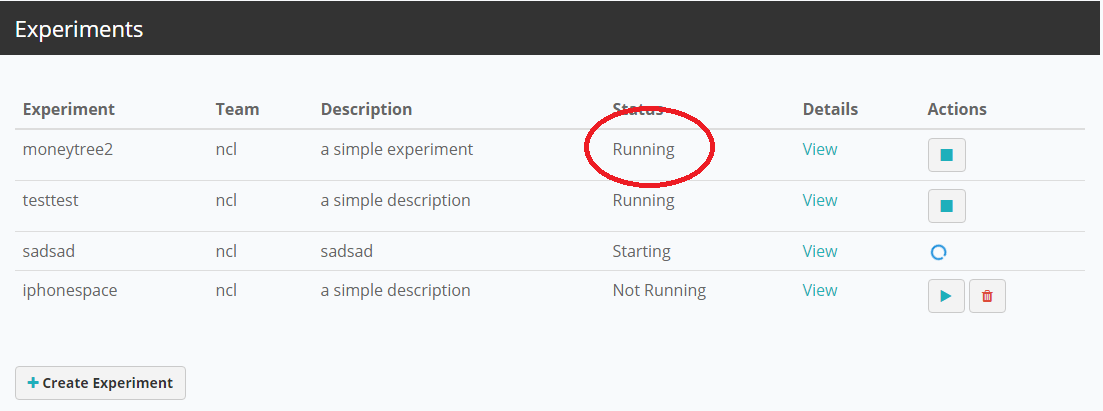 Experiments
Experiment Team Description Status Details Actions
moneytree2 ncl a simple experiment Running View
testtest ncl a simple description Running View
sadsad ncl sadsad Starting View
iphonespace ncl a simple description Not Running View
Create Experiment